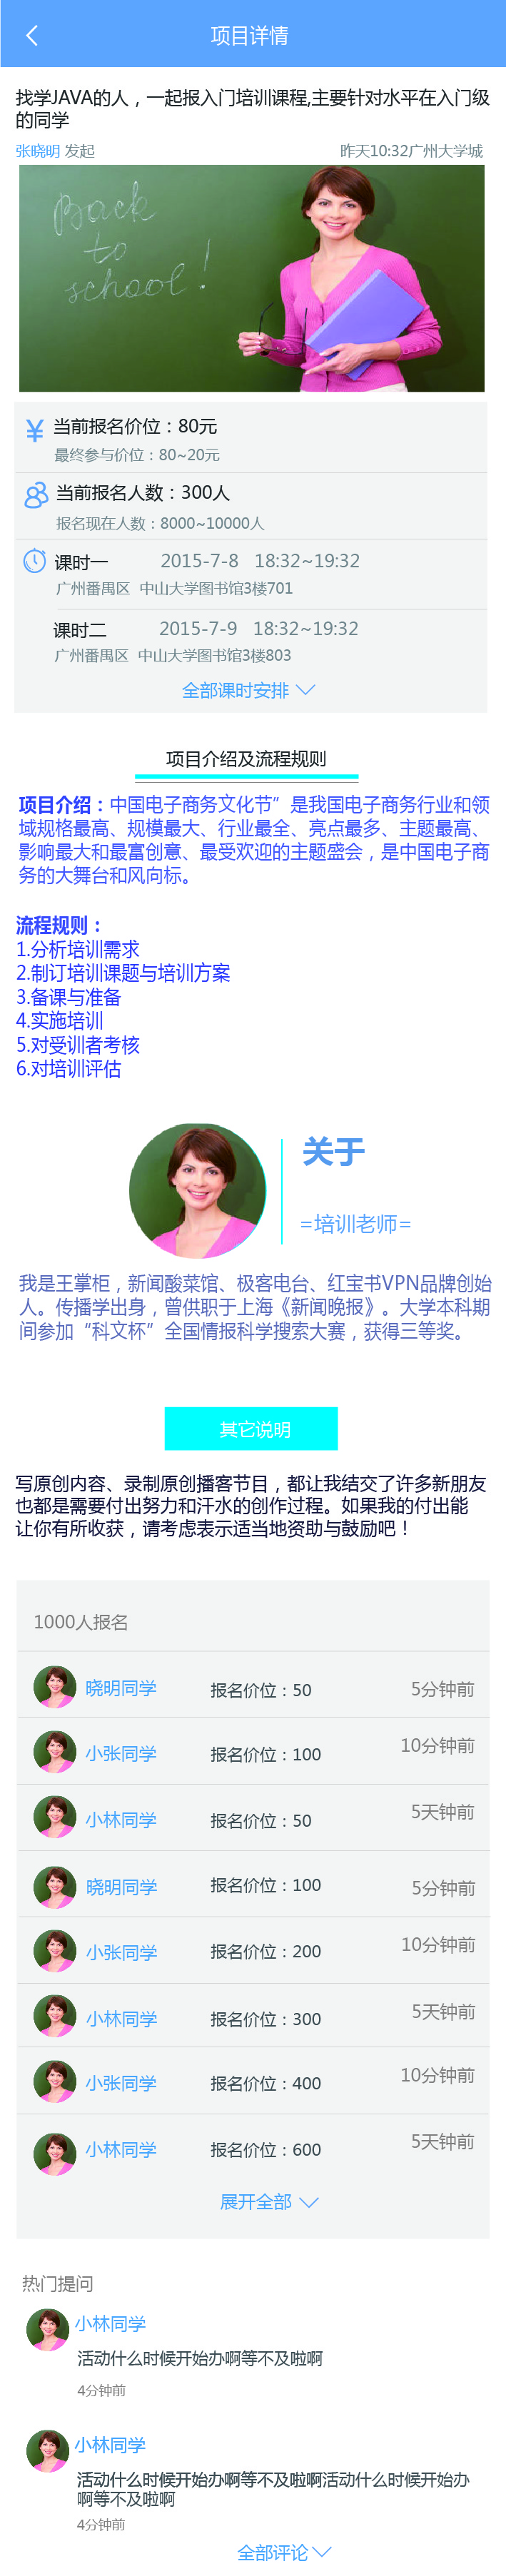 项目详情
找学JAVA的人，一起报入门培训课程,主要针对水平在入门级
的同学
张晓明 发起 昨天10:32广州大学城
Back
to
school!
当前报名价位：80元
最终参与价位：80~20元
当前报名人数：300人
报名现在人数：8000~10000人
课时一 2015-7-8 18:32~19:32
广州番禺区 中山大学图书馆3楼701
课时二 2015-7-9 18:32~19:32
广州番禺区 中山大学图书馆3楼803
全部课时安排
项目介绍及流程规则
项目介绍：中国电子商务文化节”是我国电子商务行业和领
域规格最高、规模最大、行业最全、亮点最多、主题最高、
影响最大和最富创意、最受欢迎的主题盛会，是中国电子商
务的大舞台和风向标。
流程规则：
1.分析培训需求
2.制订培训课题与培训方案
3.备课与准备
4.实施培训
5.对受训者考核
6.对培训评估
关于
=培训老师=
我是王掌柜，新闻酸菜馆、极客电台、红宝书VPN品牌创始
人。传播学出身，曾供职于上海《新闻晚报》。大学本科期
间参加“科文杯”全国情报科学搜索大赛，获得三等奖。
其它说明
写原创内容、录制原创播客节目，都让我结交了许多新朋友
也都是需要付出努力和汗水的创作过程。如果我的付出能
让你有所收获，请考虑表示适当地资助与鼓励吧！
1000人报名
晓明同学 报名价位：50 5分钟前
小张同学 报名价位：100 10分钟前
小林同学 报名价位：50 5天钟前
晓明同学 报名价位：100 5分钟前
小张同学 报名价位：200 10分钟前
小林同学 报名价位：300 5天钟前
小张同学 报名价位：400 10分钟前
小林同学 报名价位：600 5天钟前
展开全部
热门提问
小林同学
活动什么时候开始办啊等不及啦啊
4分钟前
小林同学
活动什么时候开始办啊等不及啦啊活动什么时候开始办
啊等不及啦啊
4分钟前
全部评论